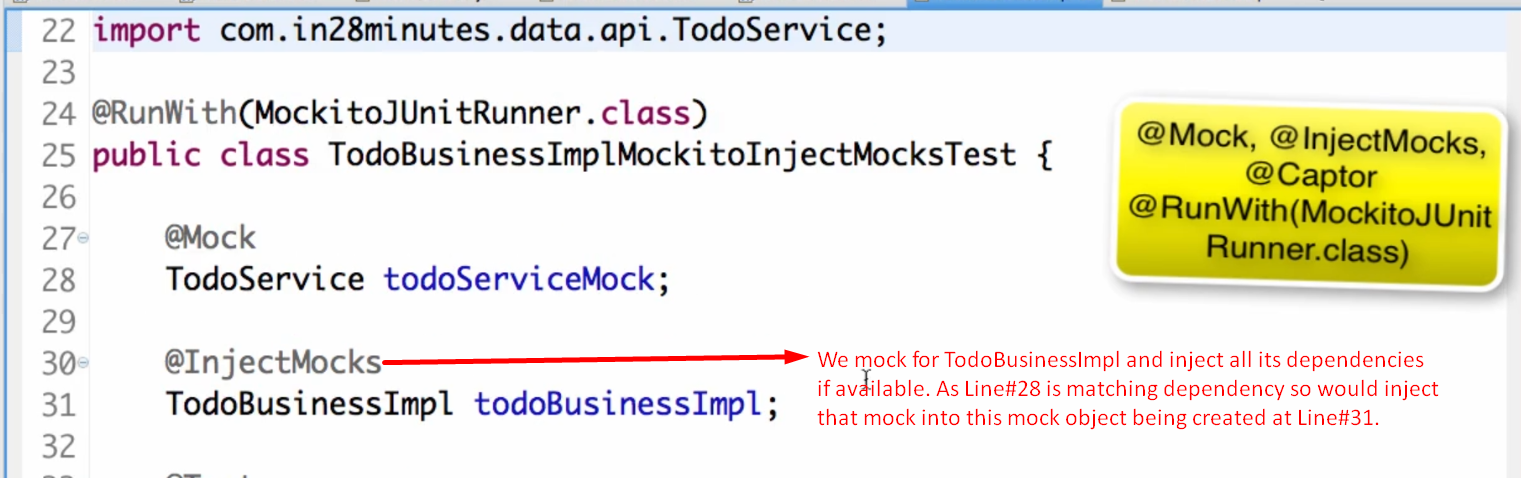 22 import com.in28minutes.data.api.TodoService;
23
24 @RunWith(MockitoJUnitRunner.class)
25 public class TodoBusinessImplMockitoInjectMocksTest {
26
27 @Mock
28 TodoService todoServiceMock;
29
30 @InjectMocks
31 TodoBusinessImpl todoBusinessImpl;
32
@Mock, @InjectMocks,
@Captor
@RunWith(MockitoJUnit
Runner.class)
We mock for TodoBusinessImpl and inject all its dependencies
if available. As Line#28 is matching dependency so would inject
that mock into this mock object being created at Line#31.